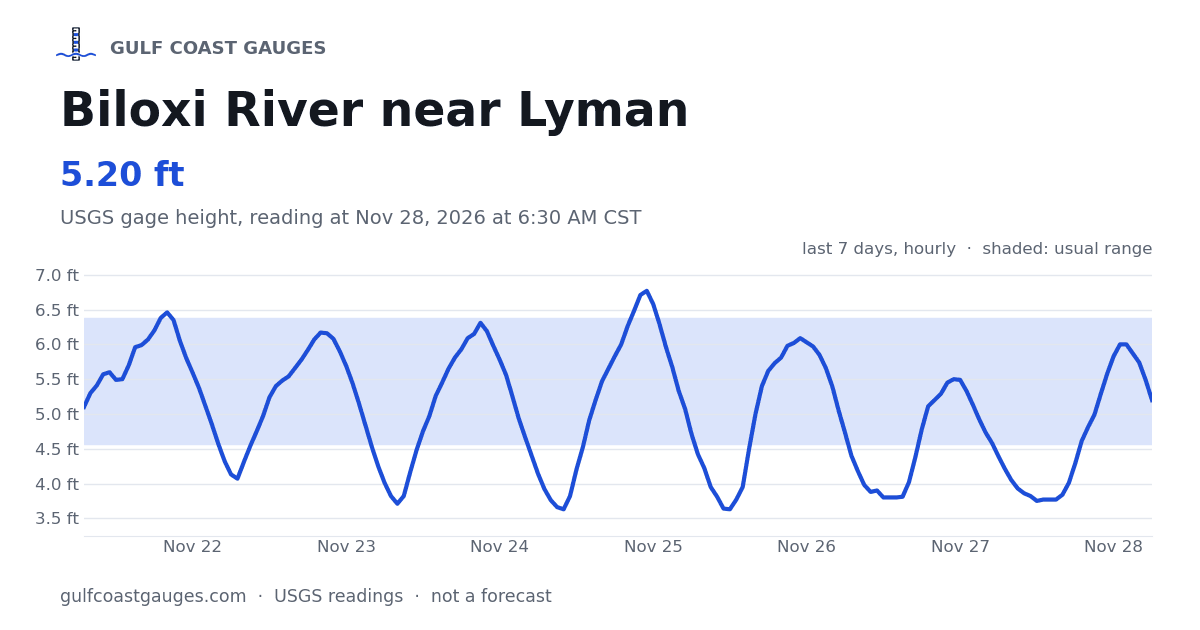 GULF COAST GAUGES
Biloxi River near Lyman
5.20 ft
USGS gage height, reading at Nov 28, 2026 at 6:30 AM CST
last 7 days, hourly · shaded: usual range
7.0 ft
6.5 ft
6.0 ft
5.5 ft
5.0 ft
4.5 ft
4.0 ft
3.5 ft
Nov 22 Nov 23 Nov 24 Nov 25 Nov 26 Nov 27 Nov 28
gulfcoastgauges.com · USGS readings · not a forecast